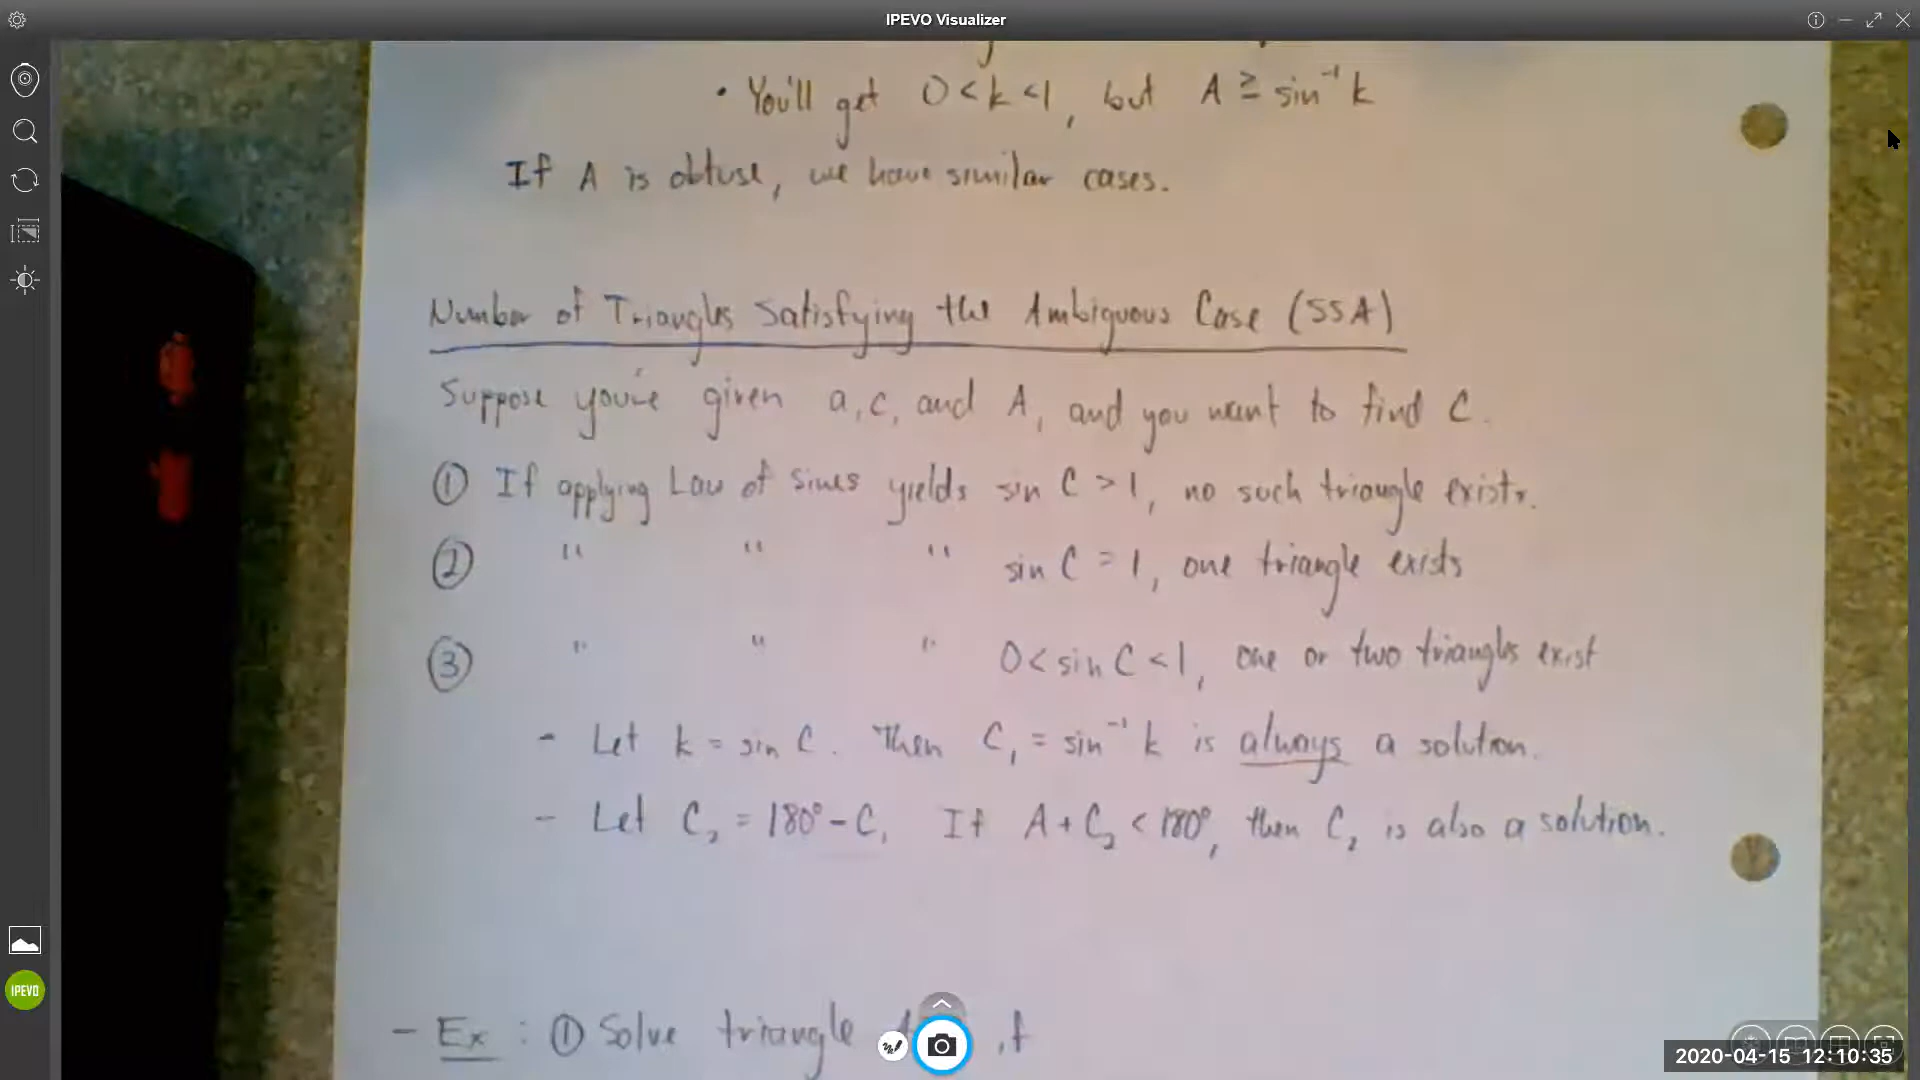 IPEVO Visualizer
• You'll get 0 < k < 1, but A ≥ sin⁻¹ k
If A is obtuse, we have similar cases.
Number of Triangles Satisfying the Ambiguous Case (SSA)
Suppose you're given a, c, and A, and you want to find C.
① If applying Law of Sines yields sin C > 1, no such triangle exists.
② " " " sin C = 1, one triangle exists
③ " " " 0 < sin C < 1, one or two triangles exist
- Let k = sin C. Then C₁ = sin⁻¹ k is always a solution.
- Let C₂ = 180° - C₁ If A + C₂ < 180°, then C₂ is also a solution.
- Ex: ① Solve triangle if
IPEVO
2020-04-15 12:10:35